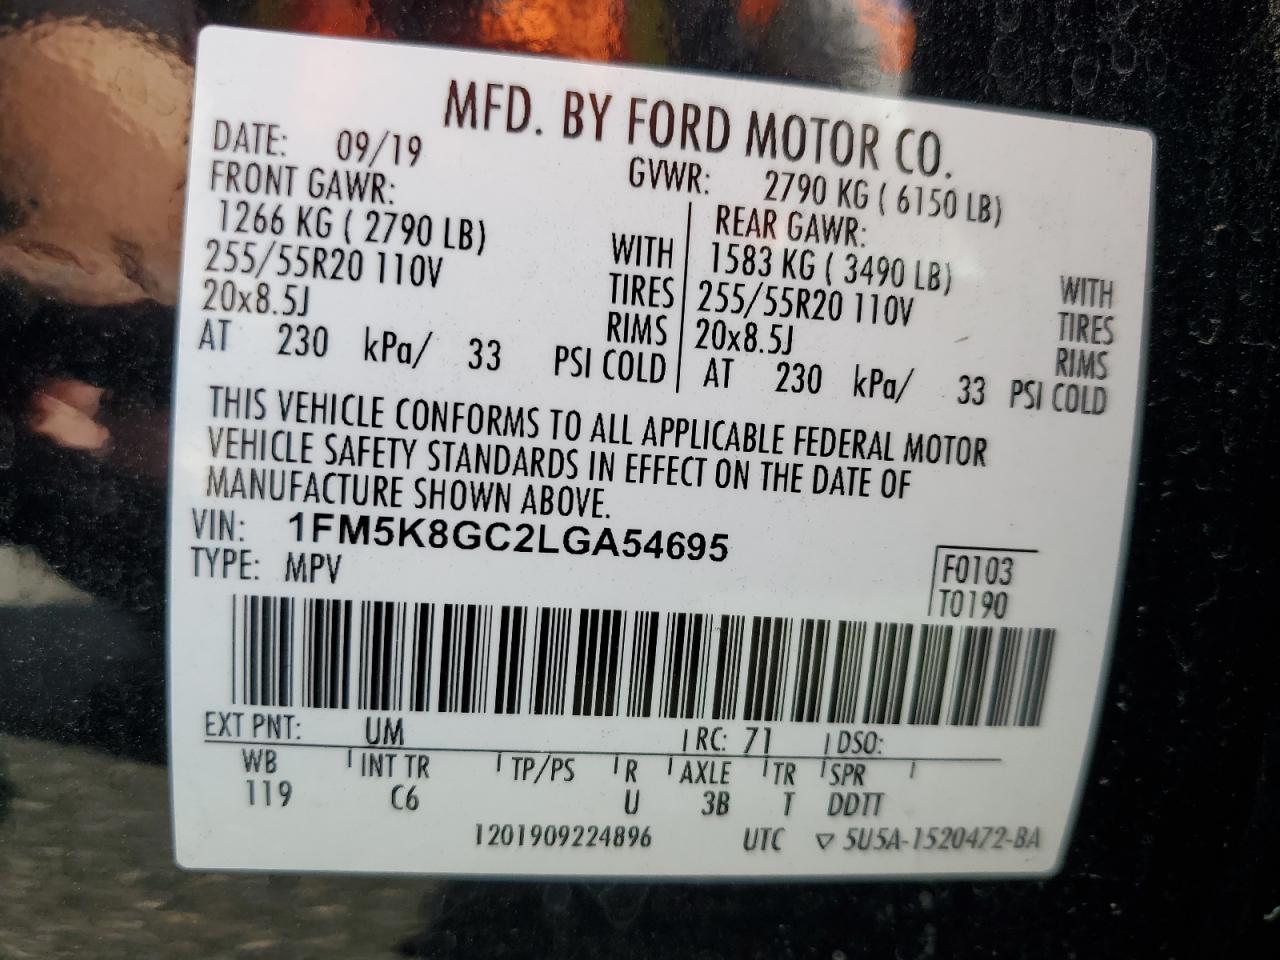 MFD. BY FORD MOTOR CO.
DATE: 09/19 GVWR: 2790 KG ( 6150 LB)
FRONT GAWR: REAR GAWR:
1266 KG ( 2790 LB) WITH 1583 KG ( 3490 LB) WITH
255/55R20 110V TIRES 255/55R20 110V TIRES
20x8.5J RIMS 20x8.5J RIMS
AT 230 kPa/ 33 PSI COLD AT 230 kPa/ 33 PSI COLD
THIS VEHICLE CONFORMS TO ALL APPLICABLE FEDERAL MOTOR
VEHICLE SAFETY STANDARDS IN EFFECT ON THE DATE OF
MANUFACTURE SHOWN ABOVE.
VIN: 1FM5K8GC2LGA54695
TYPE: MPV F0103
T0190
EXT PNT: UM RC: 71 DSO:
WB INT TR TP/PS R AXLE TR SPR
119 C6 U 3B T DDTT
1201909224896 UTC ▽ 5U5A-1520472-BA